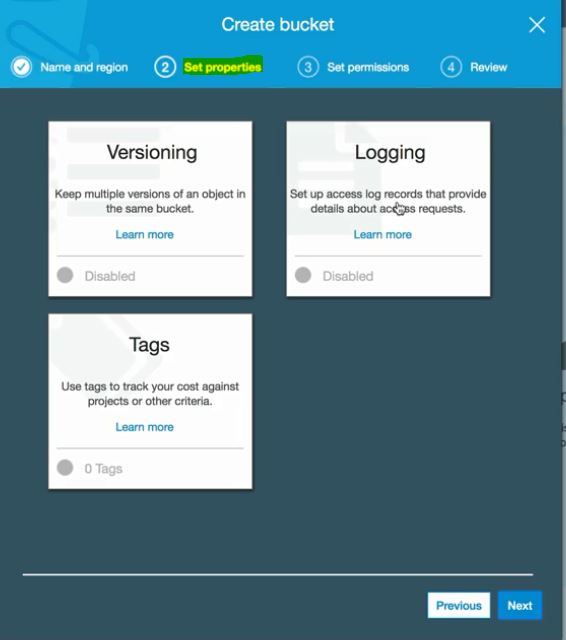 Create bucket
Name and region
2 Set properties
3 Set permissions
4 Review
Versioning
Keep multiple versions of an object in
the same bucket.
Learn more
Disabled
Logging
Set up access log records that provide
details about access requests.
Learn more
Disabled
Tags
Use tags to track your cost against
projects or other criteria.
Learn more
0 Tags
Previous
Next